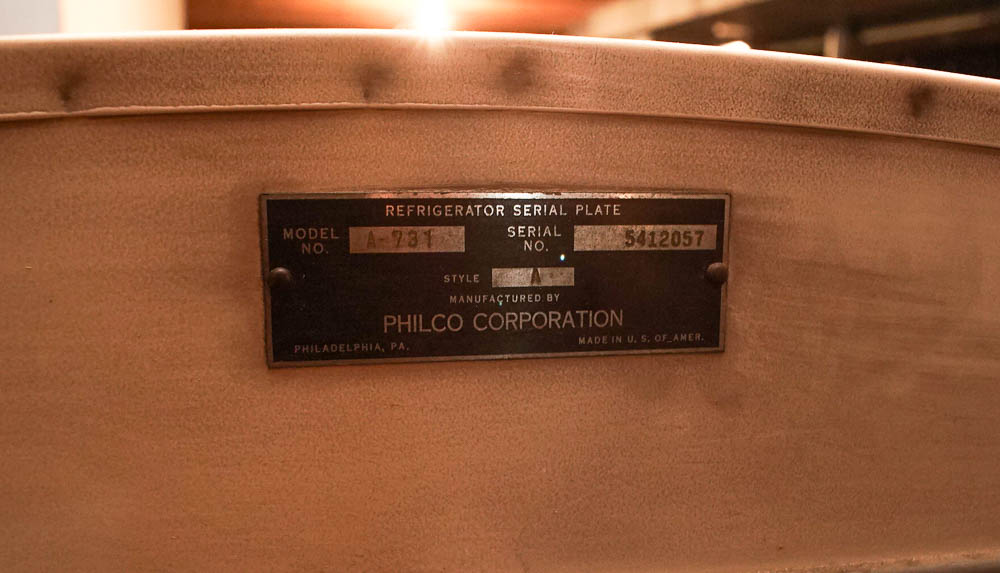 REFRIGERATOR SERIAL PLATE
MODEL NO. A-731 SERIAL NO. 5412057
STYLE A
MANUFACTURED BY
PHILCO CORPORATION
PHILADELPHIA, PA. MADE IN U. S. OF AMER.